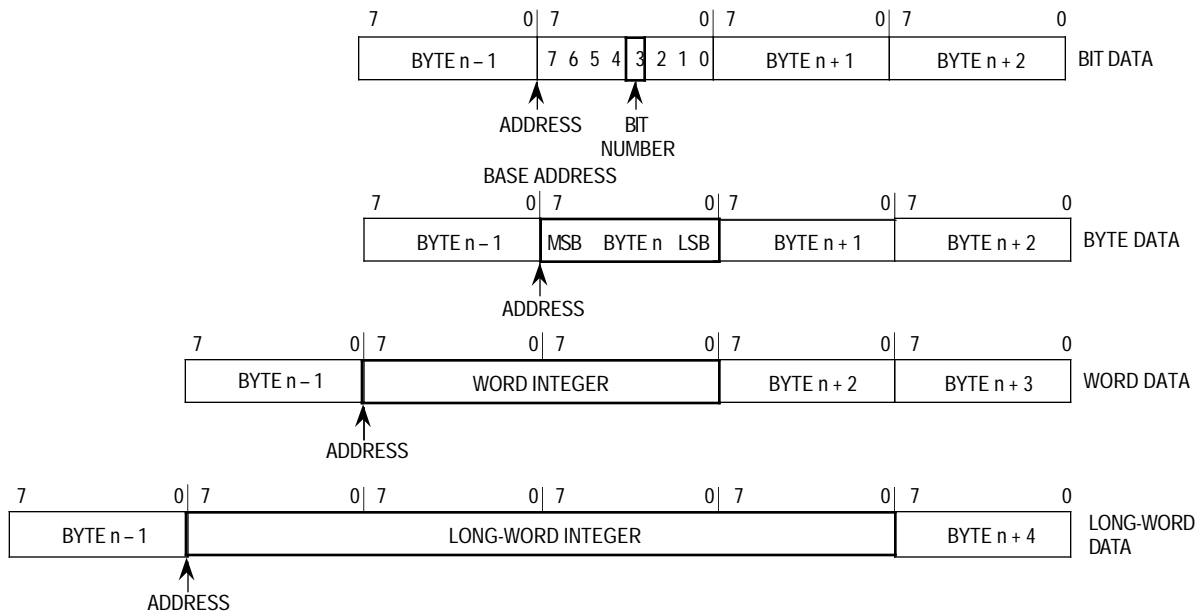 7 0 7 0 7 0 7 0
BYTE n – 1 7 6 5 4 3 2 1 0 BYTE n + 1 BYTE n + 2 BIT DATA
ADDRESS BIT
NUMBER
BASE ADDRESS
7 0 7 0 7 0 7 0
BYTE n – 1 MSB BYTE n LSB BYTE n + 1 BYTE n + 2 BYTE DATA
ADDRESS
7 0 7 7 0 7 0
BYTE n – 1 WORD INTEGER BYTE n + 2 BYTE n + 3 WORD DATA
ADDRESS
7 0 7 0 7 0 7 0 7 0 7 0
BYTE n – 1 LONG-WORD INTEGER BYTE n + 4 LONG-WORD
DATA
ADDRESS